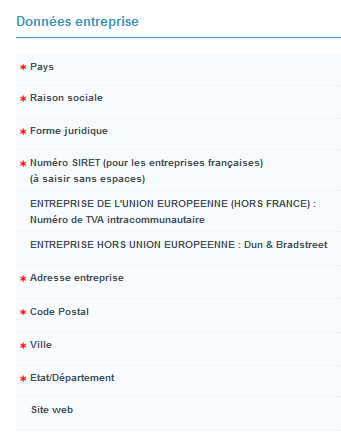 Données entreprise
* Pays
* Raison sociale
* Forme juridique
* Numéro SIRET (pour les entreprises françaises)
(à saisir sans espaces)
ENTREPRISE DE L'UNION EUROPEENNE (HORS FRANCE) :
Numéro de TVA intracommunautaire
ENTREPRISE HORS UNION EUROPEENNE : Dun & Bradstreet
* Adresse entreprise
* Code Postal
* Ville
* Etat/Département
Site web